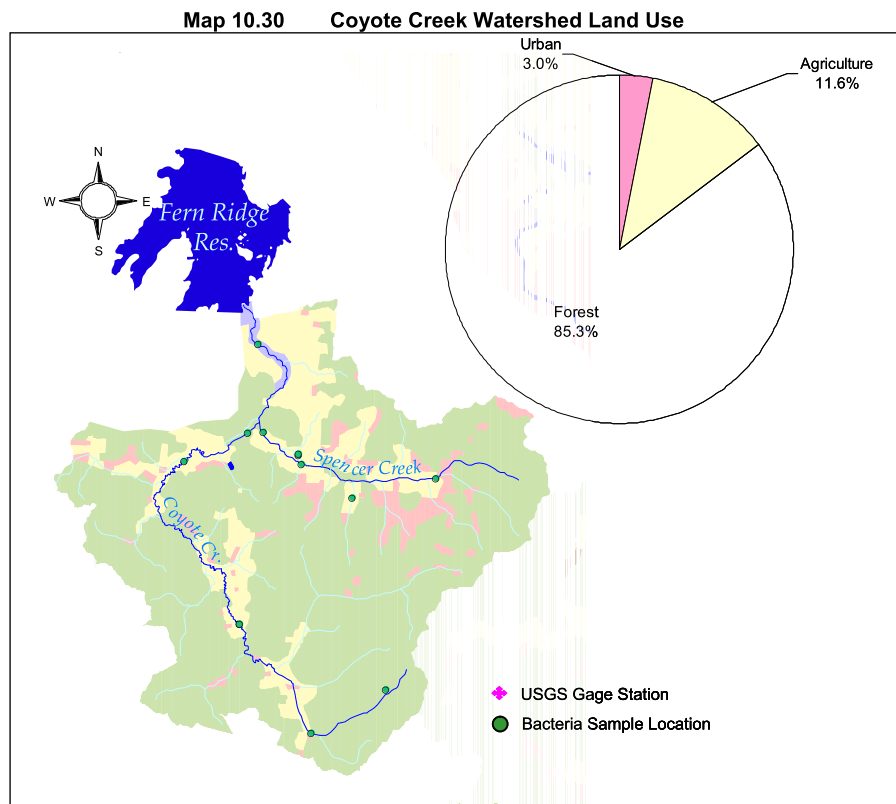 Map 10.30 Coyote Creek Watershed Land Use
Urban
3.0%
Agriculture
11.6%
N
W
E
S
Fern Ridge
Res.
Forest
85.3%
Spencer Creek
Coyote Cr.
USGS Gage Station
Bacteria Sample Location